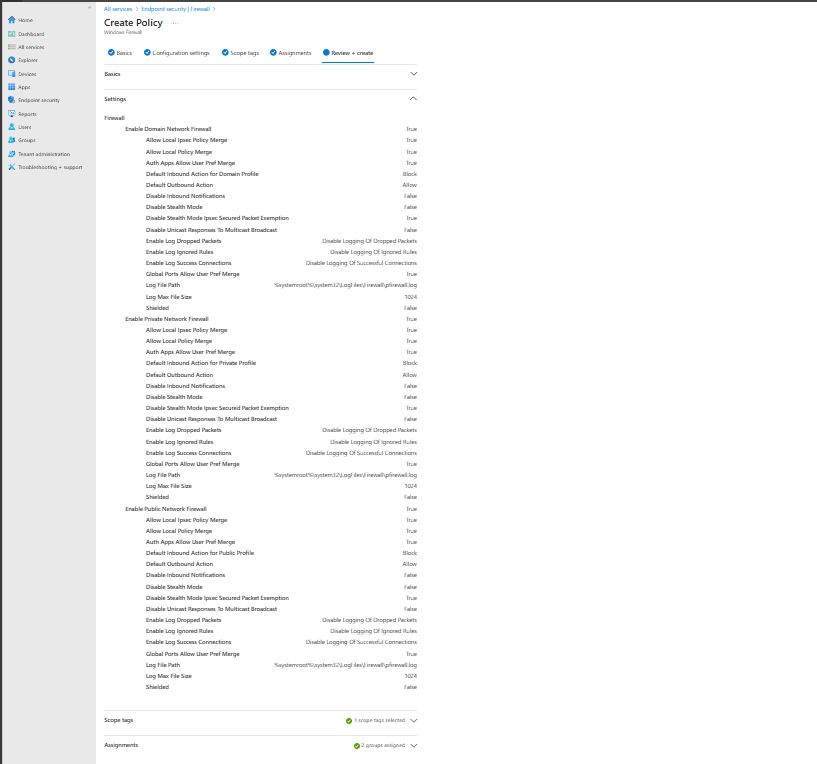 All services > Endpoint security | Firewall >
Create Policy ...
Windows Firewall
Home
Dashboard
All services
Explorer
Devices
Apps
Endpoint security
Reports
Users
Groups
Tenant administration
Troubleshooting + support
Basics Configuration settings Scope tags Assignments Review + create
Basics
Settings
Firewall
Enable Domain Network Firewall True
Allow Local Ipsec Policy Merge True
Allow Local Policy Merge True
Auth Apps Allow User Pref Merge True
Default Inbound Action for Domain Profile Block
Default Outbound Action Allow
Disable Inbound Notifications False
Disable Stealth Mode False
Disable Stealth Mode Ipsec Secured Packet Exemption True
Disable Unicast Responses To Multicast Broadcast False
Enable Log Dropped Packets Disable Logging Of Dropped Packets
Enable Log Ignored Rules Disable Logging Of Ignored Rules
Enable Log Success Connections Disable Logging Of Successful Connections
Global Ports Allow User Pref Merge True
Log File Path %systemroot%\system32\LogFiles\Firewall\pfirewall.log
Log Max File Size 1024
Shielded False
Enable Private Network Firewall True
Allow Local Ipsec Policy Merge True
Allow Local Policy Merge True
Auth Apps Allow User Pref Merge True
Default Inbound Action for Private Profile Block
Default Outbound Action Allow
Disable Inbound Notifications False
Disable Stealth Mode False
Disable Stealth Mode Ipsec Secured Packet Exemption True
Disable Unicast Responses To Multicast Broadcast False
Enable Log Dropped Packets Disable Logging Of Dropped Packets
Enable Log Ignored Rules Disable Logging Of Ignored Rules
Enable Log Success Connections Disable Logging Of Successful Connections
Global Ports Allow User Pref Merge True
Log File Path %systemroot%\system32\LogFiles\Firewall\pfirewall.log
Log Max File Size 1024
Shielded False
Enable Public Network Firewall True
Allow Local Ipsec Policy Merge True
Allow Local Policy Merge True
Auth Apps Allow User Pref Merge True
Default Inbound Action for Public Profile Block
Default Outbound Action Allow
Disable Inbound Notifications False
Disable Stealth Mode False
Disable Stealth Mode Ipsec Secured Packet Exemption True
Disable Unicast Responses To Multicast Broadcast False
Enable Log Dropped Packets Disable Logging Of Dropped Packets
Enable Log Ignored Rules Disable Logging Of Ignored Rules
Enable Log Success Connections Disable Logging Of Successful Connections
Global Ports Allow User Pref Merge True
Log File Path %systemroot%\system32\LogFiles\Firewall\pfirewall.log
Log Max File Size 1024
Shielded False
Scope tags 1 scope tags selected
Assignments 2 groups assigned